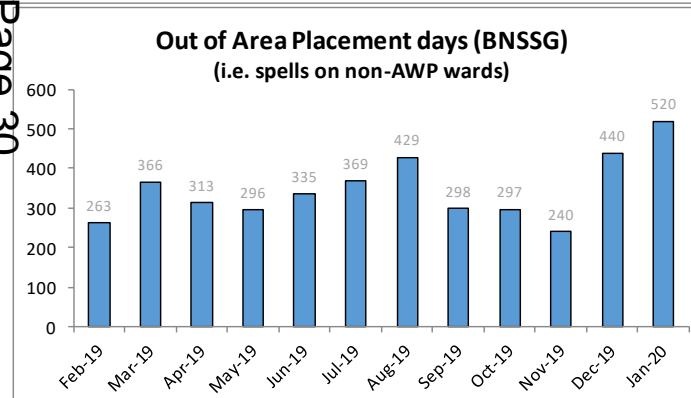 Page 30
Out of Area Placement days (BNSSG)
(i.e. spells on non-AWP wards)
600
500
400
300
200
100
0
263
366
313
296
335
369
429
298
297
240
440
520
Feb-19
Mar-19
Apr-19
May-19
Jun-19
Jul-19
Aug-19
Sep-19
Oct-19
Nov-19
Dec-19
Jan-20